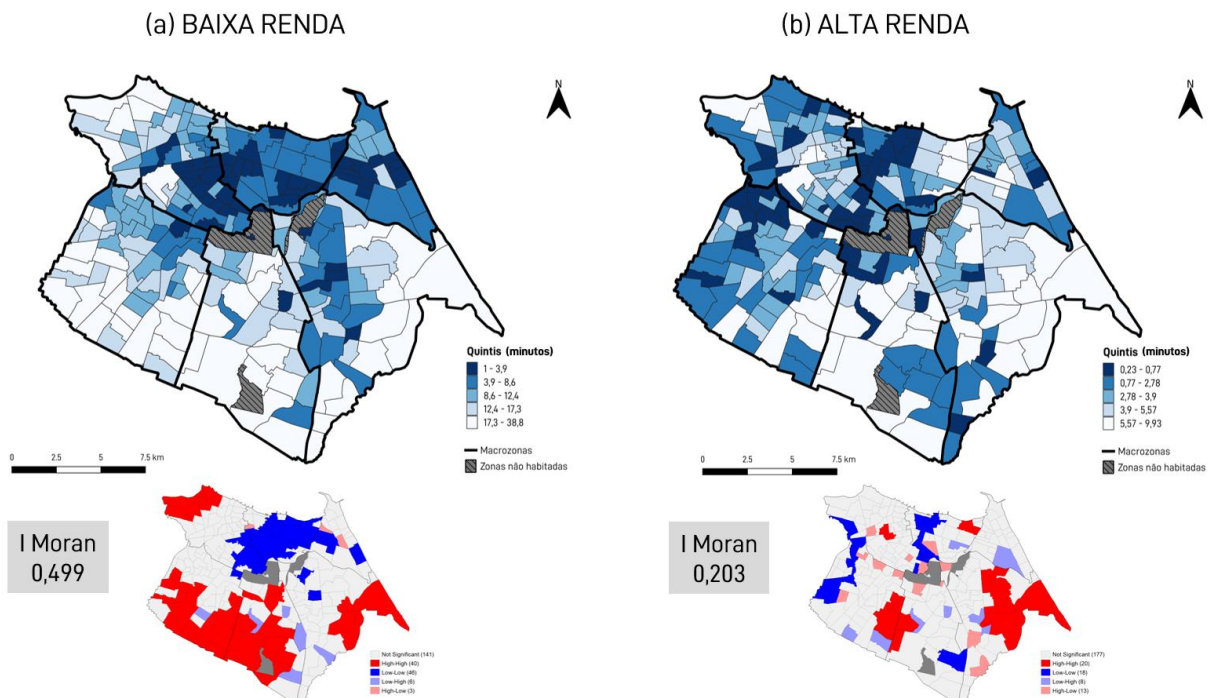 (a) BAIXA RENDA
N
Quintis (minutos)
1 - 3,9
3,9 - 8,6
8,6 - 12,4
12,4 - 17,3
17,3 - 38,8
Macrozonas
Zonas não habitadas
0 2.5 5 7.5 km
I Moran
0,499
Not Significant (141)
High-High (40)
Low-Low (46)
Low-High (6)
High-Low (3)
(b) ALTA RENDA
N
Quintis (minutos)
0,23 - 0,77
0,77 - 2,78
2,78 - 3,9
3,9 - 5,57
5,57 - 9,93
Macrozonas
Zonas não habitadas
0 2.5 5 7.5 km
I Moran
0,203
Not Significant (177)
High-High (20)
Low-Low (18)
Low-High (8)
High-Low (13)